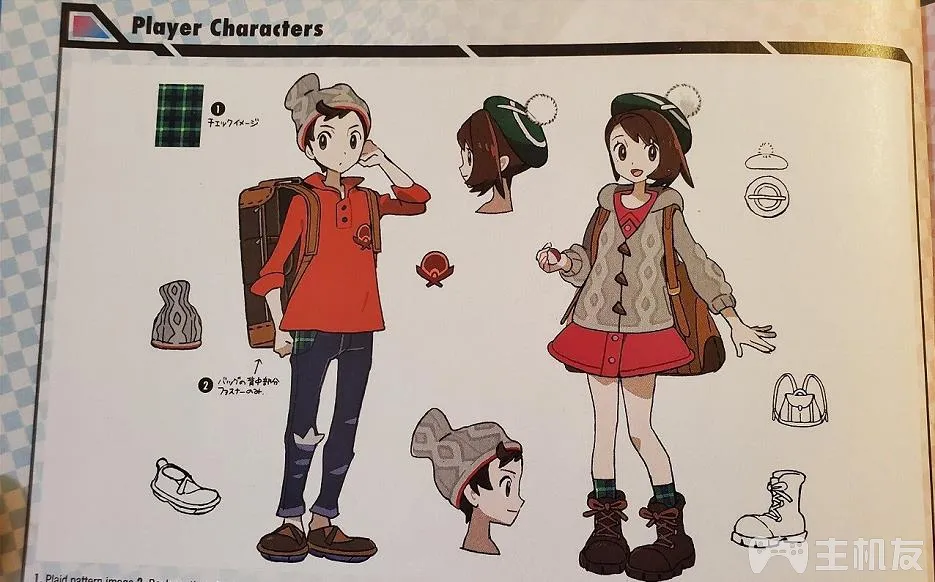 Player Characters
1
チェックイメージ
2
バッグの背中部分
ファスナーのみ
1. Plaid pattern image 2.
主机友